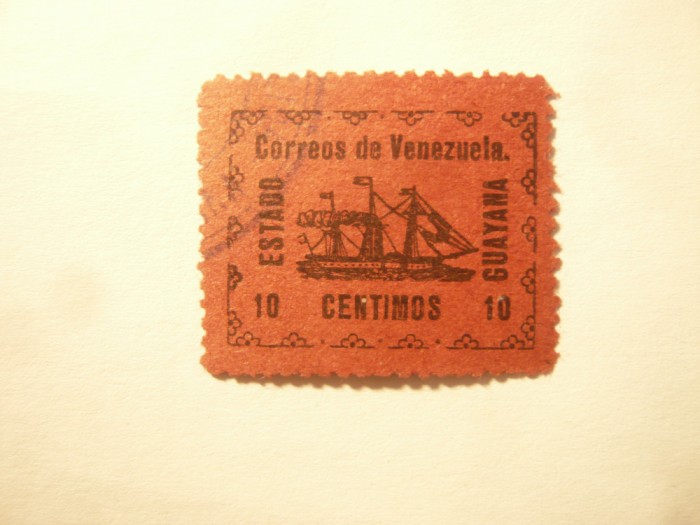 Correos de Venezuela.
ESTADO
GUAYANA
10 CENTIMOS 10